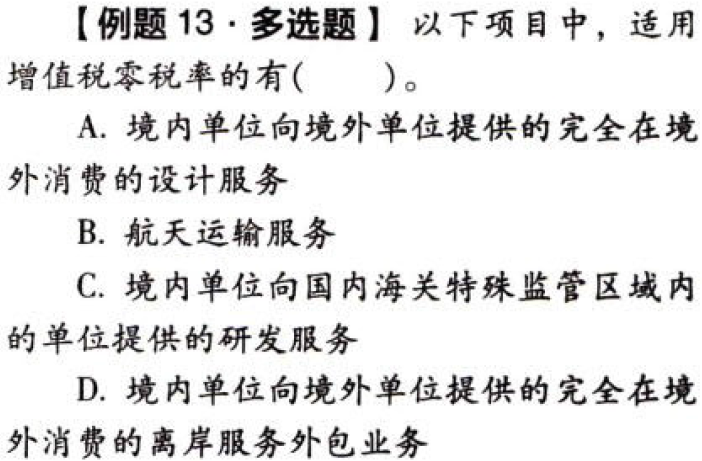 【例题 13·多选题】 以下项目中，适用
增值税零税率的有(　　)。
A. 境内单位向境外单位提供的完全在境
外消费的设计服务
B. 航天运输服务
C. 境内单位向国内海关特殊监管区域内
的单位提供的研发服务
D. 境内单位向境外单位提供的完全在境
外消费的离岸服务外包业务